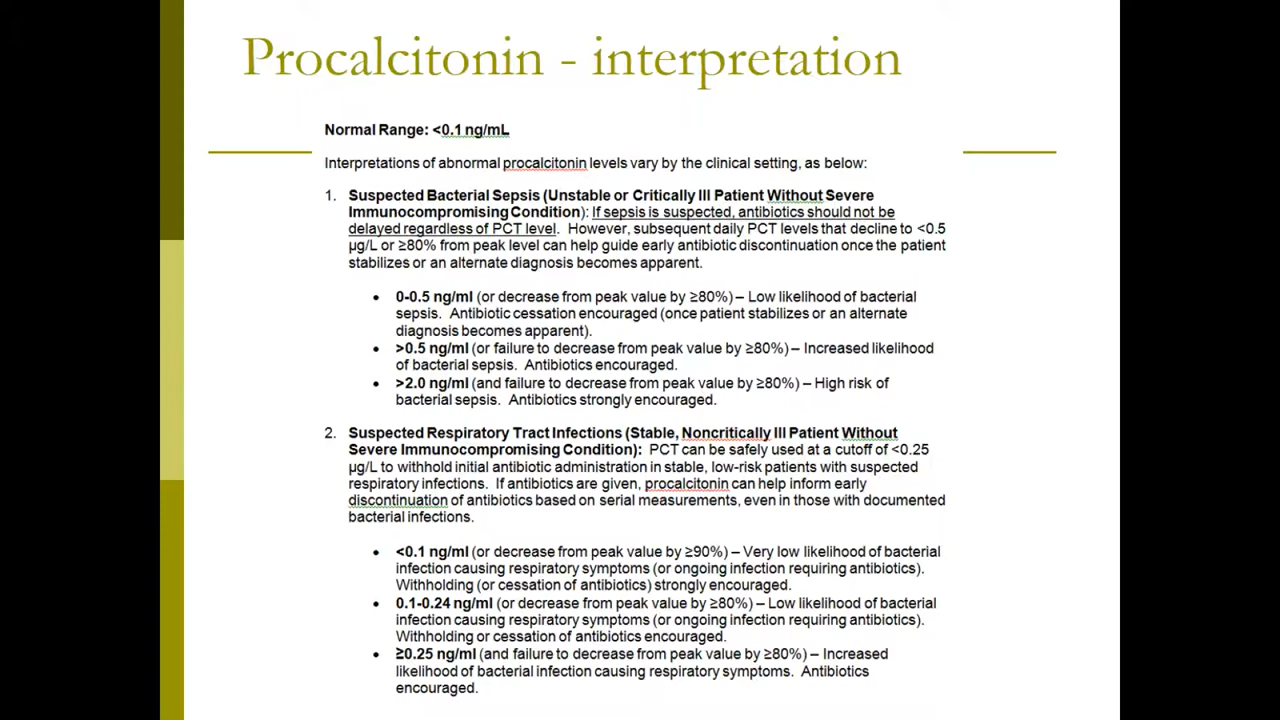 Procalcitonin - interpretation
Normal Range: <0.1 ng/mL
Interpretations of abnormal procalcitonin levels vary by the clinical setting, as below:
1. Suspected Bacterial Sepsis (Unstable or Critically Ill Patient Without Severe
Immunocompromising Condition): If sepsis is suspected, antibiotics should not be
delayed regardless of PCT level. However, subsequent daily PCT levels that decline to <0.5
µg/L or ≥80% from peak level can help guide early antibiotic discontinuation once the patient
stabilizes or an alternate diagnosis becomes apparent.
• 0-0.5 ng/ml (or decrease from peak value by ≥80%) – Low likelihood of bacterial
sepsis. Antibiotic cessation encouraged (once patient stabilizes or an alternate
diagnosis becomes apparent).
• >0.5 ng/ml (or failure to decrease from peak value by ≥80%) – Increased likelihood
of bacterial sepsis. Antibiotics encouraged.
• >2.0 ng/ml (and failure to decrease from peak value by ≥80%) – High risk of
bacterial sepsis. Antibiotics strongly encouraged.
2. Suspected Respiratory Tract Infections (Stable, Noncritically Ill Patient Without
Severe Immunocompromising Condition): PCT can be safely used at a cutoff of <0.25
µg/L to withhold initial antibiotic administration in stable, low-risk patients with suspected
respiratory infections. If antibiotics are given, procalcitonin can help inform early
discontinuation of antibiotics based on serial measurements, even in those with documented
bacterial infections.
• <0.1 ng/ml (or decrease from peak value by ≥90%) – Very low likelihood of bacterial
infection causing respiratory symptoms (or ongoing infection requiring antibiotics).
Withholding (or cessation of antibiotics) strongly encouraged.
• 0.1-0.24 ng/ml (or decrease from peak value by ≥80%) – Low likelihood of bacterial
infection causing respiratory symptoms (or ongoing infection requiring antibiotics).
Withholding or cessation of antibiotics encouraged.
• ≥0.25 ng/ml (and failure to decrease from peak value by ≥80%) – Increased
likelihood of bacterial infection causing respiratory symptoms. Antibiotics
encouraged.